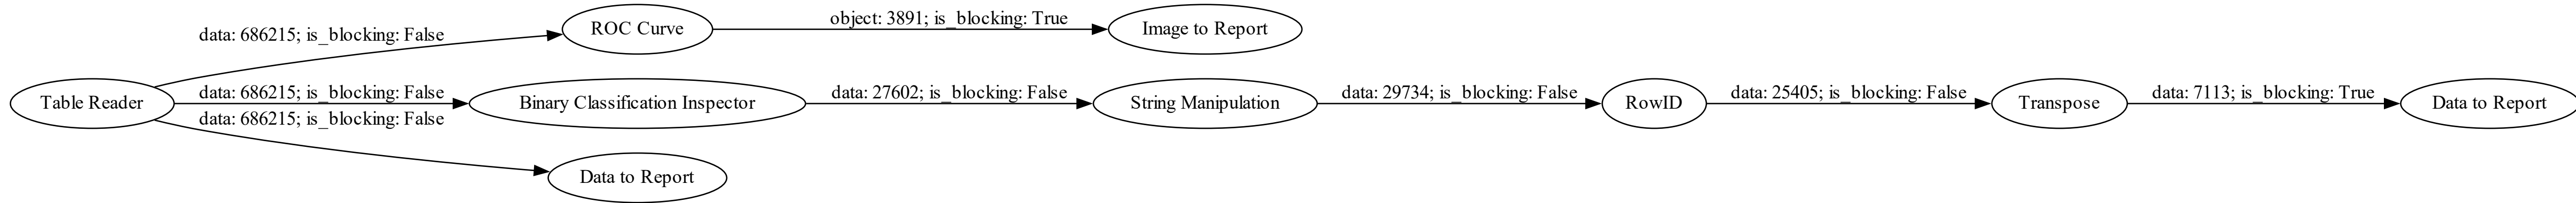 data: 686215; is_blocking: False
ROC Curve
object: 3891; is_blocking: True
Image to Report
Table Reader
data: 686215; is_blocking: False
Binary Classification Inspector
data: 27602; is_blocking: False
String Manipulation
data: 29734; is_blocking: False
RowID
data: 25405; is_blocking: False
Transpose
data: 7113; is_blocking: True
Data to Report
data: 686215; is_blocking: False
Data to Report